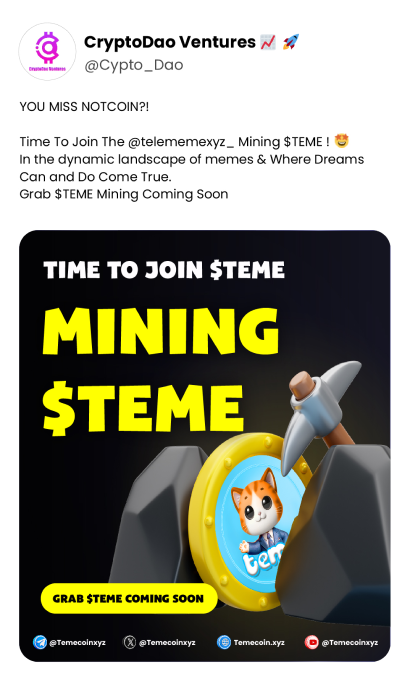 CryptoDao Ventures
CryptoDao Ventures
@Cypto_Dao
YOU MISS NOTCOIN?!
Time To Join The @telememexyz_ Mining $TEME !
In the dynamic landscape of memes & Where Dreams
Can and Do Come True.
Grab $TEME Mining Coming Soon
TIME TO JOIN $TEME
MINING
$TEME
tem
GRAB $TEME COMING SOON
@Temecoinxyz
@Temecoinxyz
Temecoin.xyz
@Temecoinxyz